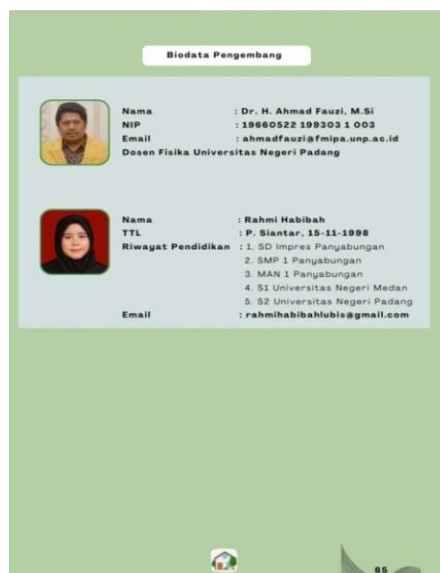 Biodata Pengembang
Nama : Dr. H. Ahmad Fauzi, M.Si
NIP : 19660522 199303 1 003
Email : ahmadfauzi@fmipa.unp.ac.id
Dosen Fisika Universitas Negeri Padang
Nama : Rahmi Habibah
TTL : P. Siantar, 15-11-1998
Riwayat Pendidikan : 1. SD Impres Panyabungan
2. SMP 1 Panyabungan
3. MAN 1 Panyabungan
4. S1 Universitas Negeri Medan
5. S2 Universitas Negeri Padang
Email : rahmihabibahlubis@gmail.com
65